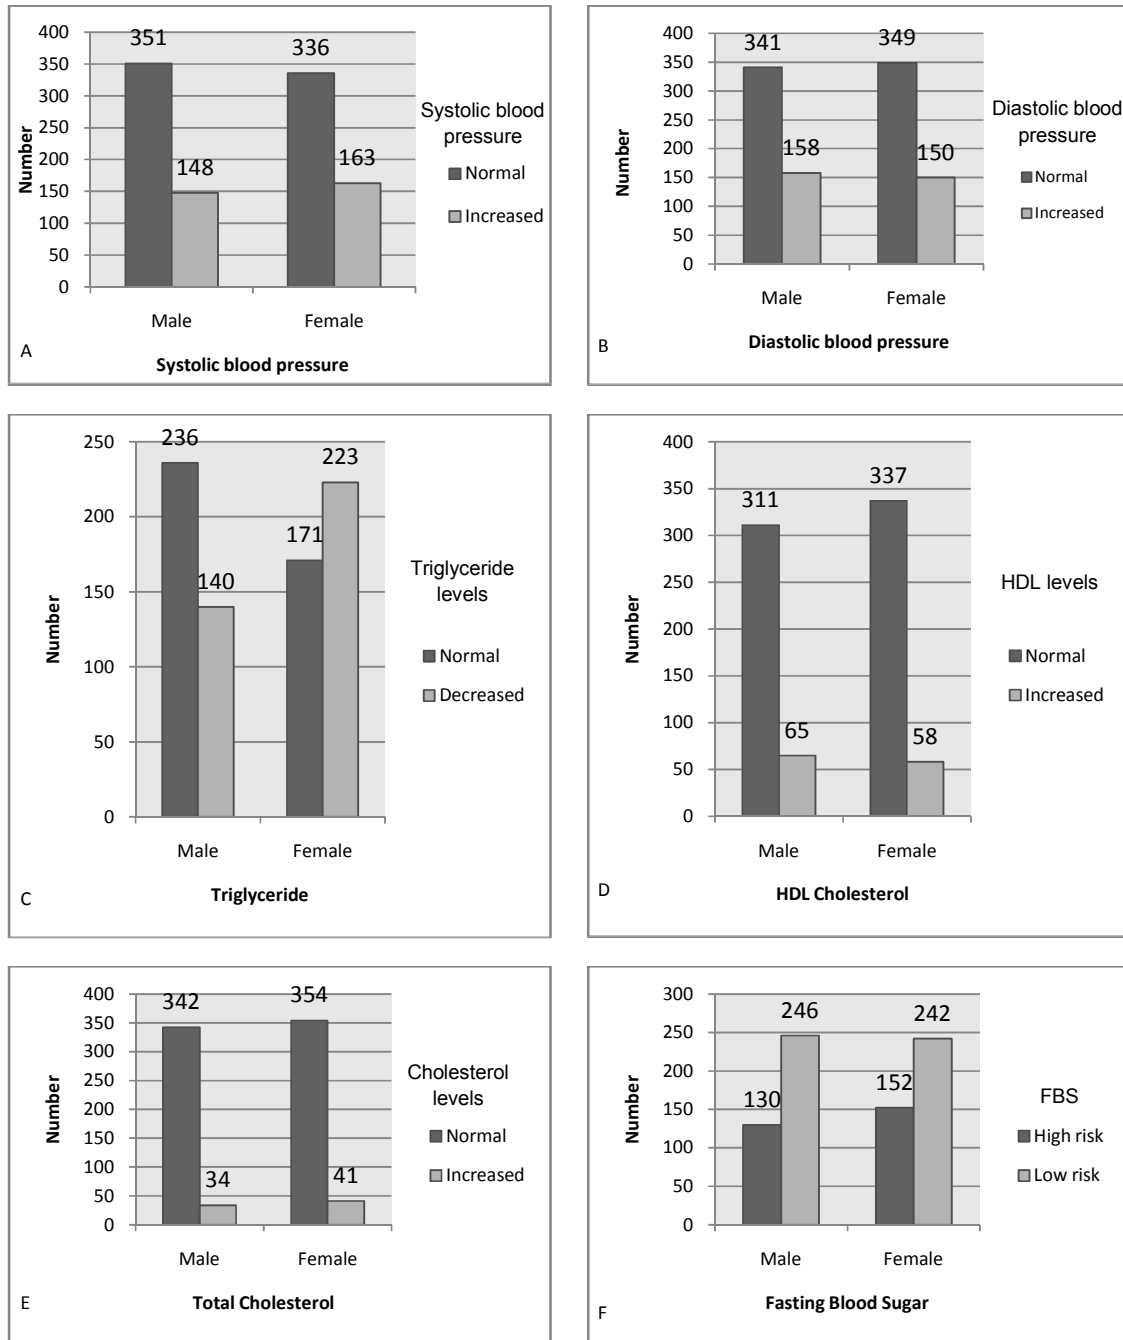 400
350
300
250
200
150
100
50
0
Number
351
148
336
163
Male
Female
Systolic blood
pressure
Normal
Increased
A
Systolic blood pressure
400
350
300
250
200
150
100
50
0
Number
341
158
349
150
Male
Female
Diastolic blood
pressure
Normal
Increased
B
Diastolic blood pressure
250
200
150
100
50
0
Number
236
140
171
223
Male
Female
Triglyceride
levels
Normal
Decreased
C
Triglyceride
400
350
300
250
200
150
100
50
0
Number
311
65
337
58
Male
Female
HDL levels
Normal
Increased
D
HDL Cholesterol
400
350
300
250
200
150
100
50
0
Number
342
34
354
41
Male
Female
Cholesterol
levels
Normal
Increased
E
Total Cholesterol
300
250
200
150
100
50
0
Number
130
246
152
242
Male
Female
FBS
High risk
Low risk
F
Fasting Blood Sugar